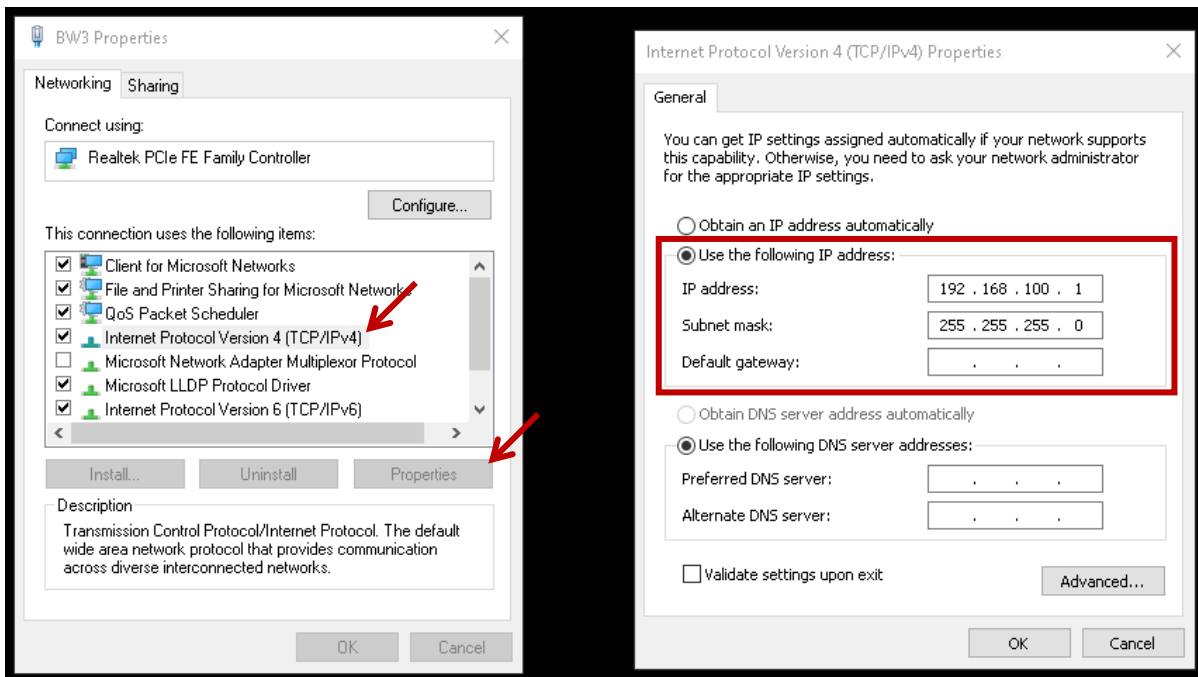 BW3 Properties
Networking
Sharing
Connect using:
Realtek PCIe FE Family Controller
Configure...
This connection uses the following items:
Client for Microsoft Networks
File and Printer Sharing for Microsoft Networks
QoS Packet Scheduler
Internet Protocol Version 4 (TCP/IPv4)
Microsoft Network Adapter Multiplexor Protocol
Microsoft LLDP Protocol Driver
Internet Protocol Version 6 (TCP/IPv6)
Install...
Uninstall
Properties
Description
Transmission Control Protocol/Internet Protocol. The default
wide area network protocol that provides communication
across diverse interconnected networks.
OK
Cancel
Internet Protocol Version 4 (TCP/IPv4) Properties
General
You can get IP settings assigned automatically if your network supports
this capability. Otherwise, you need to ask your network administrator
for the appropriate IP settings.
Obtain an IP address automatically
Use the following IP address:
IP address: 192 . 168 . 100 . 1
Subnet mask: 255 . 255 . 255 . 0
Default gateway: . . .
Obtain DNS server address automatically
Use the following DNS server addresses:
Preferred DNS server: . . .
Alternate DNS server: . . .
Validate settings upon exit
Advanced...
OK
Cancel